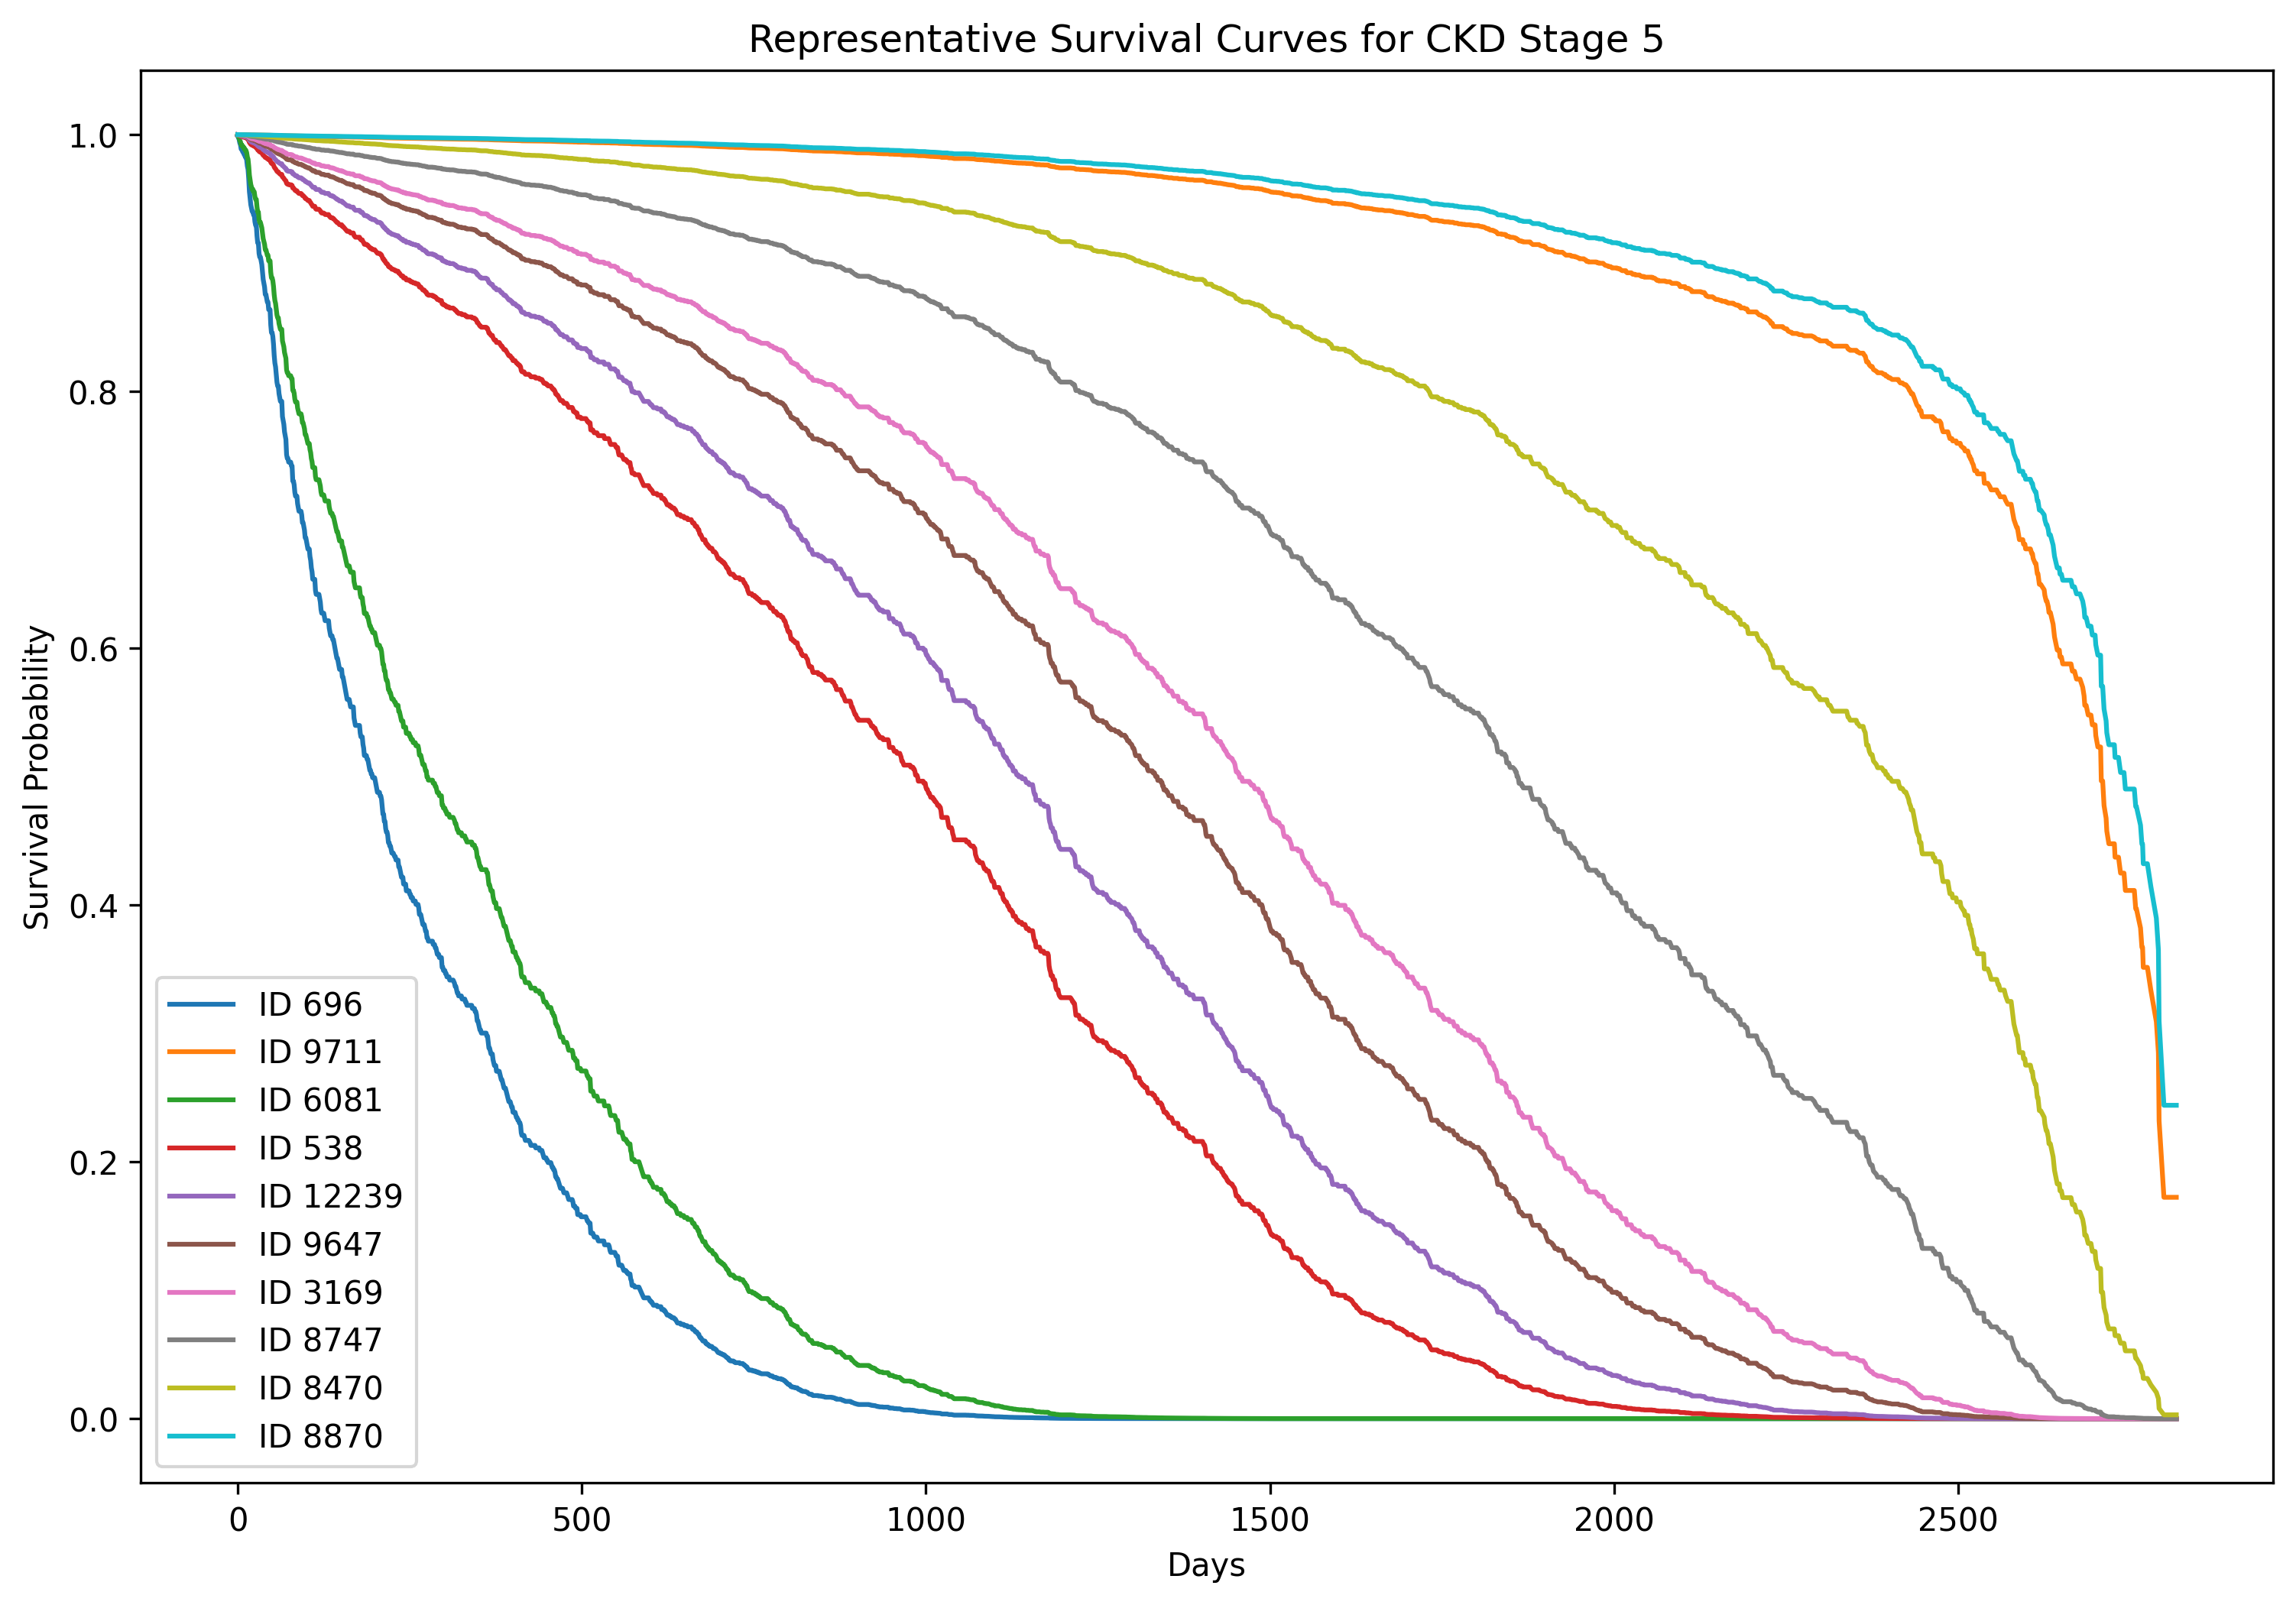 Representative Survival Curves for CKD Stage 5
Survival Probability
1.0
0.8
0.6
0.4
0.2
0.0
ID 696
ID 9711
ID 6081
ID 538
ID 12239
ID 9647
ID 3169
ID 8747
ID 8470
ID 8870
0 500 1000 1500 2000 2500
Days